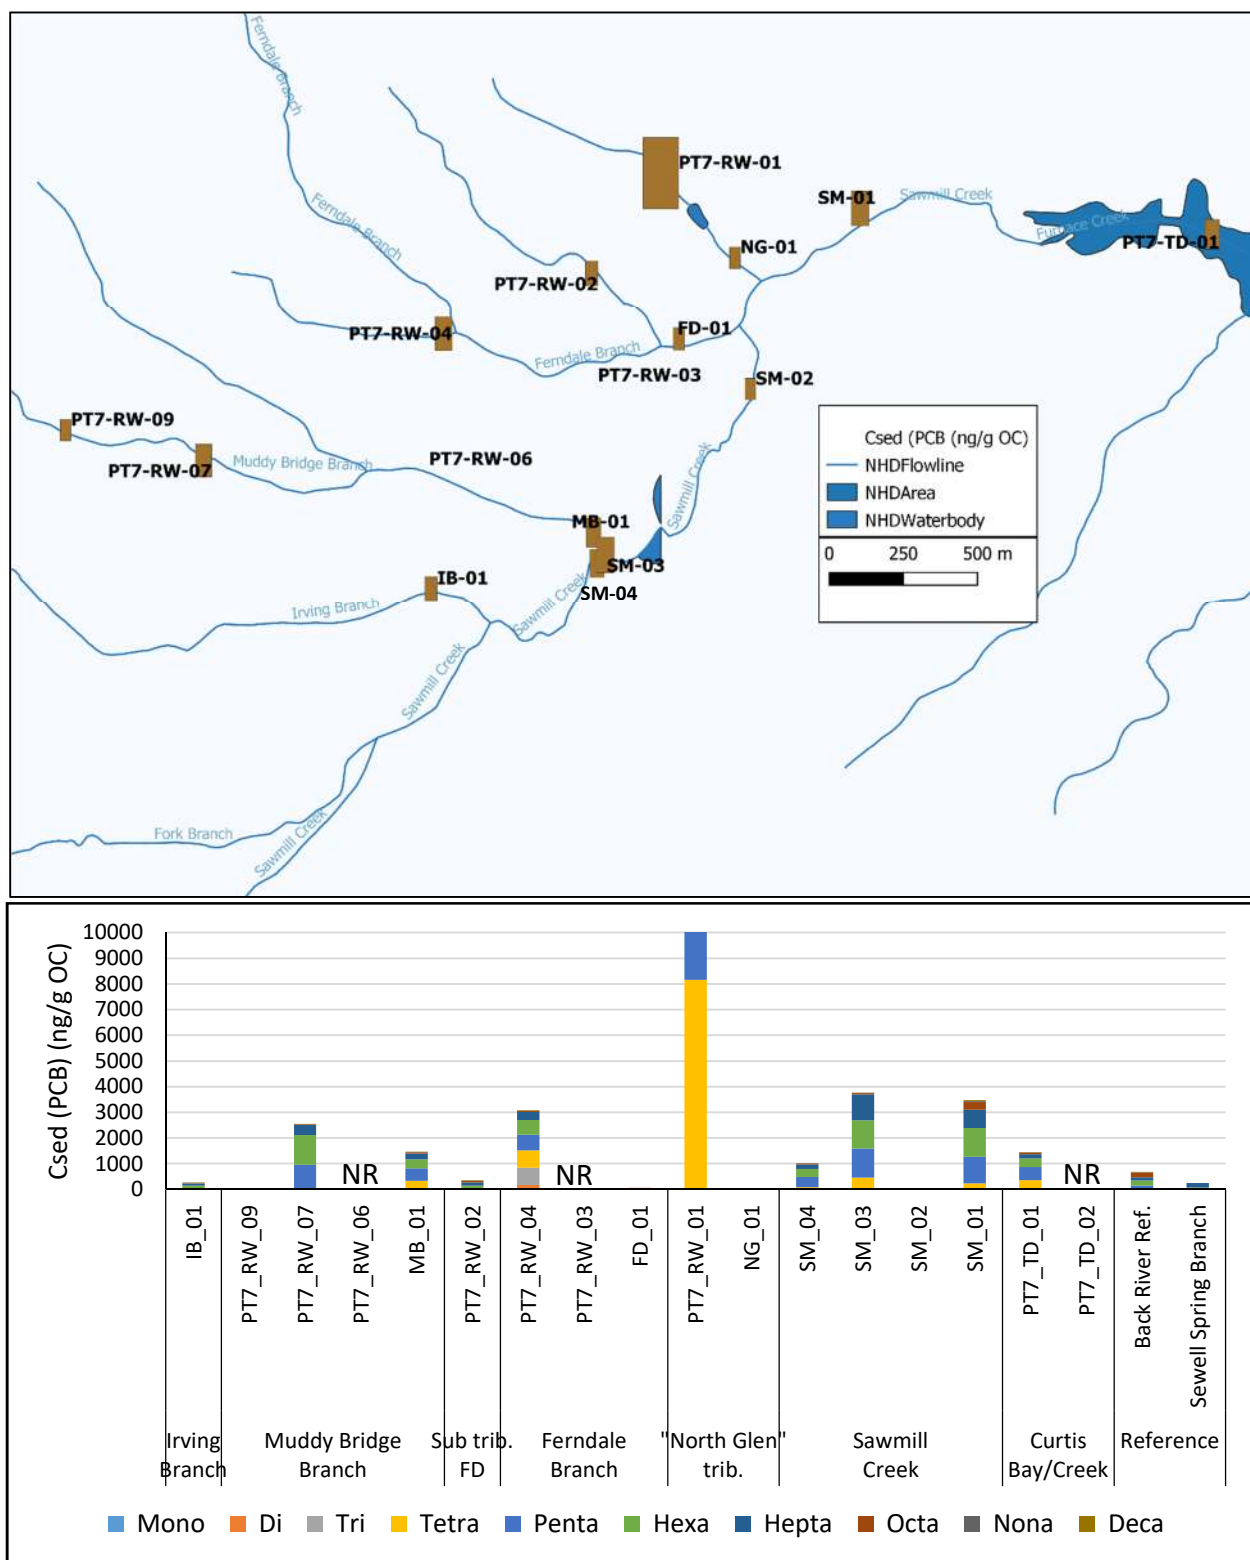 Ferndale Branch
PT7-RW-01
SM-01
Sawmill Creek
Ferndale Branch
Furnace Creek
PT7-TD-01
NG-01
PT7-RW-02
PT7-RW-04
FD-01
Ferndale Branch
PT7-RW-03
SM-02
PT7-RW-09
Csed (PCB (ng/g OC)
NHDFlowline
NHDArea
NHDWaterbody
0 250 500 m
PT7-RW-07
Muddy Bridge Branch
PT7-RW-06
Sawmill Creek
MB-01
SM-03
IB-01
SM-04
Irving Branch
Sawmill Creek
Sawmill Creek
Fork Branch
Sawmill Creek
Csed (PCB) (ng/g OC)
10000
9000
8000
7000
6000
5000
4000
3000
2000
1000
0
NR
NR
NR
IB_01
PT7_RW_09
PT7_RW_07
PT7_RW_06
MB_01
PT7_RW_02
PT7_RW_04
PT7_RW_03
FD_01
PT7_RW_01
NG_01
SM_04
SM_03
SM_02
SM_01
PT7_TD_01
PT7_TD_02
Back River Ref.
Sewell Spring Branch
Irving
Branch
Muddy Bridge
Branch
Sub trib.
FD
Ferndale
Branch
"North Glen"
trib.
Sawmill
Creek
Curtis
Bay/Creek
Reference
Mono Di Tri Tetra Penta Hexa Hepta Octa Nona Deca